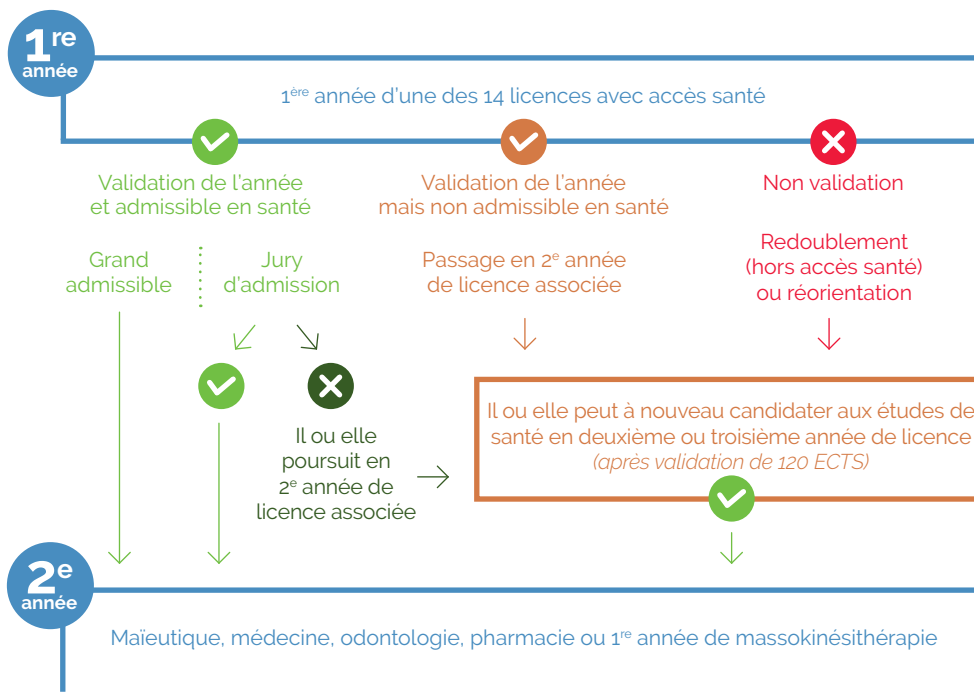 1re
année
1ère année d'une des 14 licences avec accès santé
Validation de l'année
et admissible en santé
Validation de l'année
mais non admissible en santé
Non validation
Grand
admissible
Jury
d'admission
Passage en 2e année
de licence associée
Redoublement
(hors accès santé)
ou réorientation
Il ou elle
poursuit en
2e année de
licence associée
Il ou elle peut à nouveau candidater aux études de
santé en deuxième ou troisième année de licence
(après validation de 120 ECTS)
2e
année
Maïeutique, médecine, odontologie, pharmacie ou 1re année de massokinésithérapie